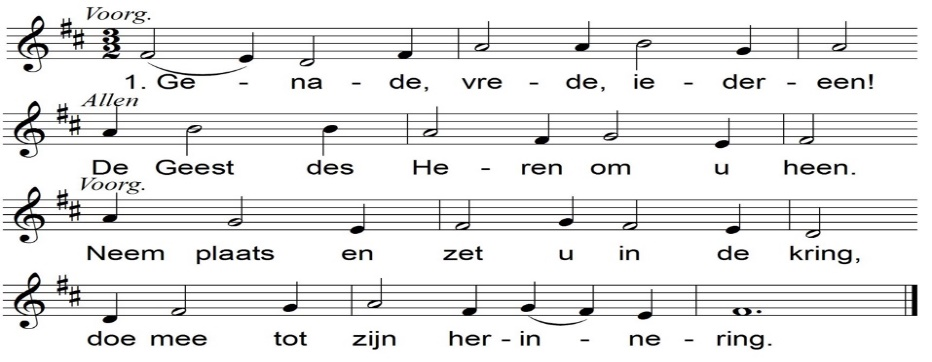 Voorg.
1. Ge - na - de, vre - de, ie - der - een!
Allen
De Geest des He - ren om u heen.
Voorg.
Neem plaats en zet u in de kring,
doe mee tot zijn her - in - ne - ring.